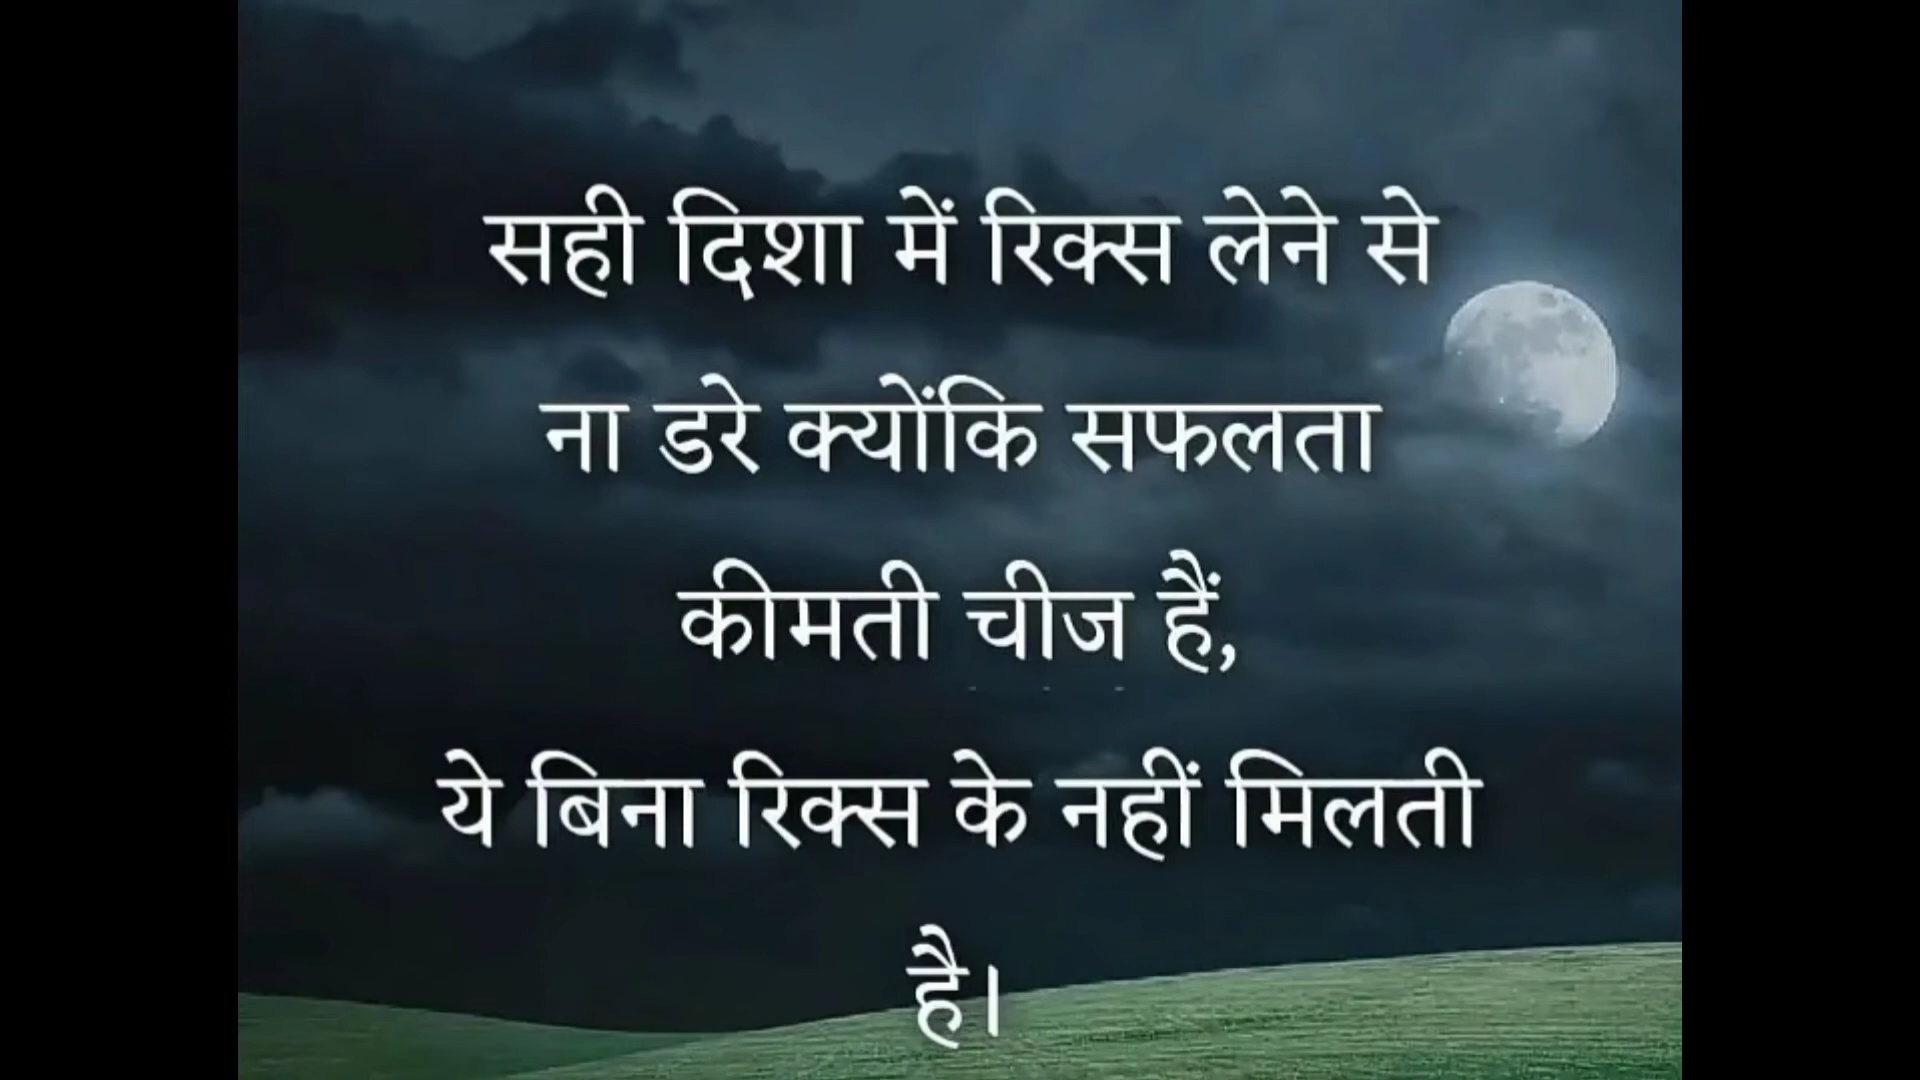 सही दिशा में रिक्स लेने से
ना डरे क्योंकि सफलता
कीमती चीज हैं,
ये बिना रिक्स के नहीं मिलती
है।